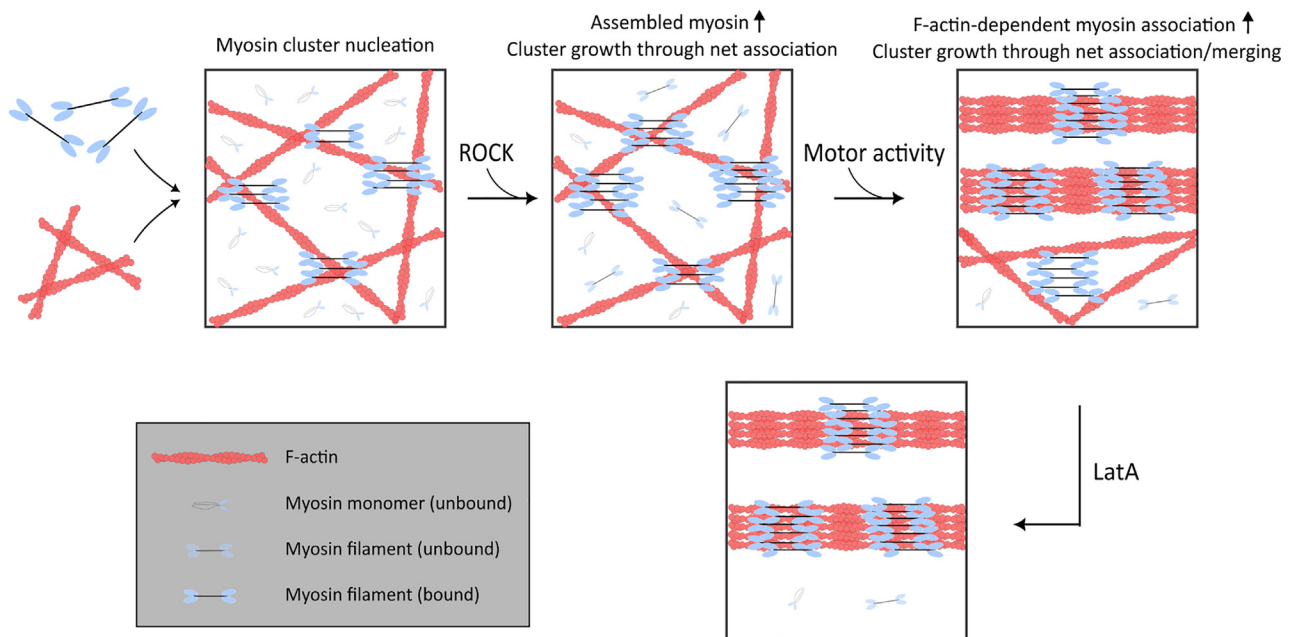 Myosin cluster nucleation
Assembled myosin ↑
Cluster growth through net association
F-actin-dependent myosin association ↑
Cluster growth through net association/merging
ROCK
Motor activity
LatA
F-actin
Myosin monomer (unbound)
Myosin filament (unbound)
Myosin filament (bound)